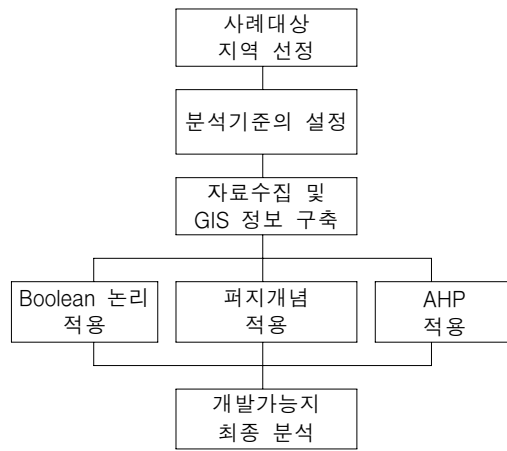 사례대상
지역 선정
분석기준의 설정
자료수집 및
GIS 정보 구축
Boolean 논리
적용
퍼지개념
적용
AHP
적용
개발가능지
최종 분석